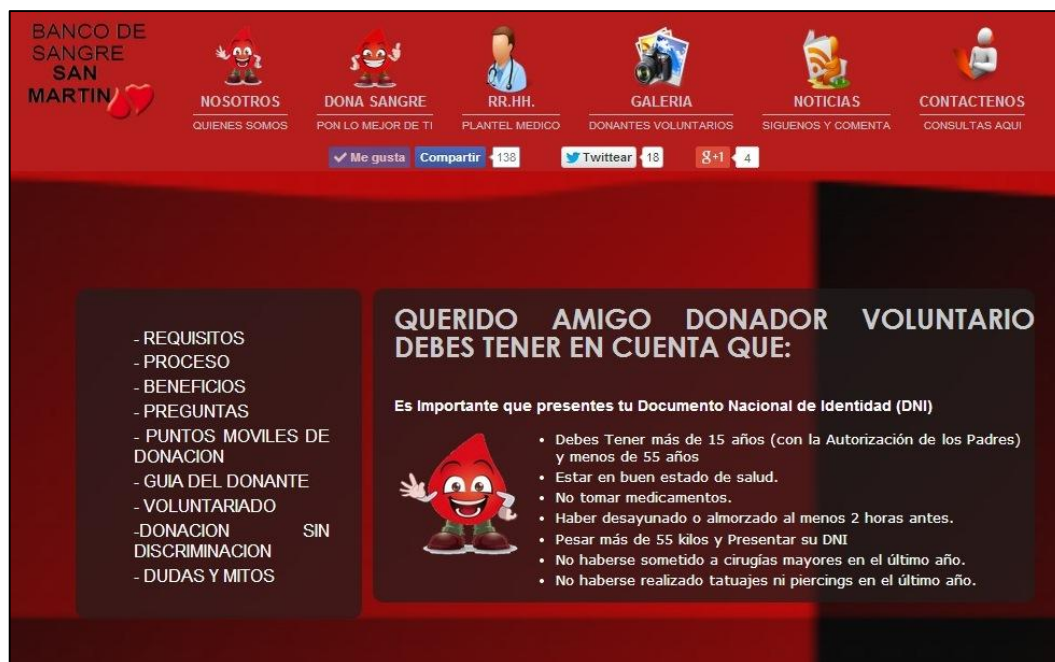 BANCO DE
SANGRE
SAN
MARTIN
NOSOTROS
QUIENES SOMOS
DONA SANGRE
PON LO MEJOR DE TI
RR.HH.
PLANTEL MEDICO
GALERIA
DONANTES VOLUNTARIOS
NOTICIAS
SIGUENOS Y COMENTA
CONTACTENOS
CONSULTAS AQUI
Me gusta Compartir 138 Twittear 18 g+1 4
- REQUISITOS
- PROCESO
- BENEFICIOS
- PREGUNTAS
- PUNTOS MOVILES DE
DONACION
- GUIA DEL DONANTE
- VOLUNTARIADO
-DONACION SIN
DISCRIMINACION
- DUDAS Y MITOS
QUERIDO AMIGO DONADOR VOLUNTARIO
DEBES TENER EN CUENTA QUE:
Es Importante que presentes tu Documento Nacional de Identidad (DNI)
• Debes Tener más de 15 años (con la Autorización de los Padres)
y menos de 55 años
• Estar en buen estado de salud.
• No tomar medicamentos.
• Haber desayunado o almorzado al menos 2 horas antes.
• Pesar más de 55 kilos y Presentar su DNI
• No haberse sometido a cirugías mayores en el último año.
• No haberse realizado tatuajes ni piercings en el último año.